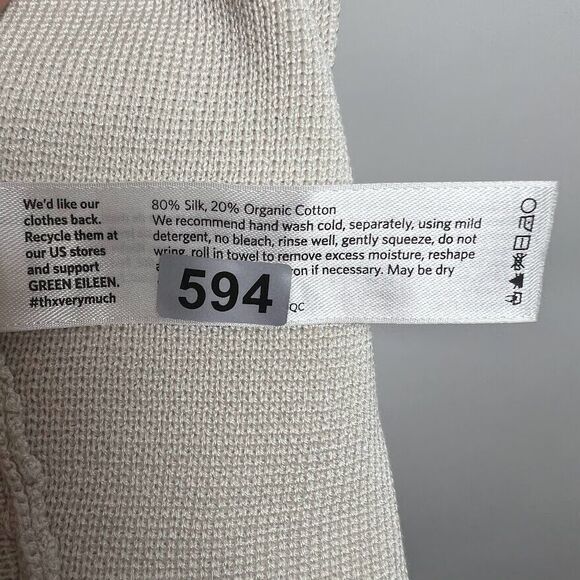 We'd like our
clothes back.
Recycle them at
our US stores
and support
GREEN EILEEN.
#thxverymuch
80% Silk, 20% Organic Cotton
We recommend hand wash cold, separately, using mild
detergent, no bleach, rinse well, gently squeeze, do not
wring, roll in towel to remove excess moisture, reshape
if necessary. May be dry
QC
594